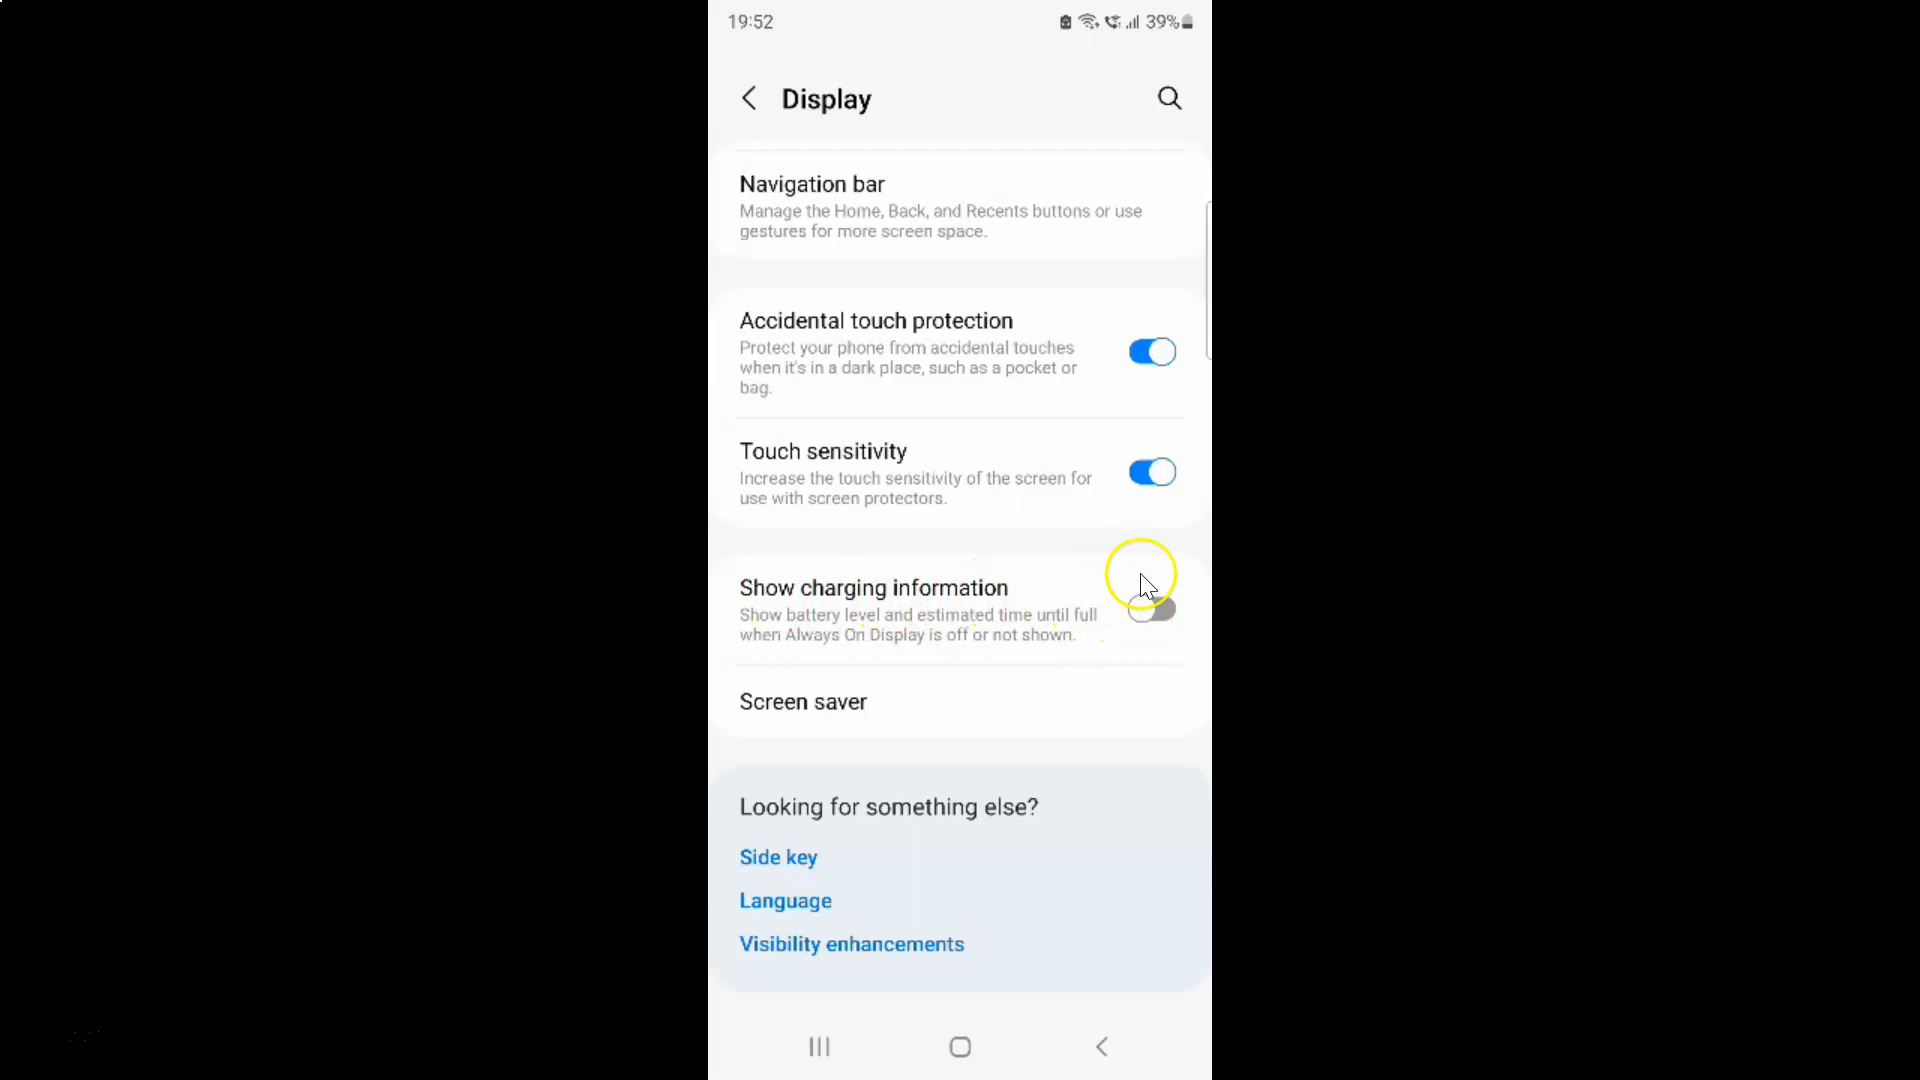 19:52
39%
Display
Navigation bar
Manage the Home, Back, and Recents buttons or use
gestures for more screen space.
Accidental touch protection
Protect your phone from accidental touches
when it's in a dark place, such as a pocket or
bag.
Touch sensitivity
Increase the touch sensitivity of the screen for
use with screen protectors.
Show charging information
Show battery level and estimated time until full
when Always On Display is off or not shown.
Screen saver
Looking for something else?
Side key
Language
Visibility enhancements